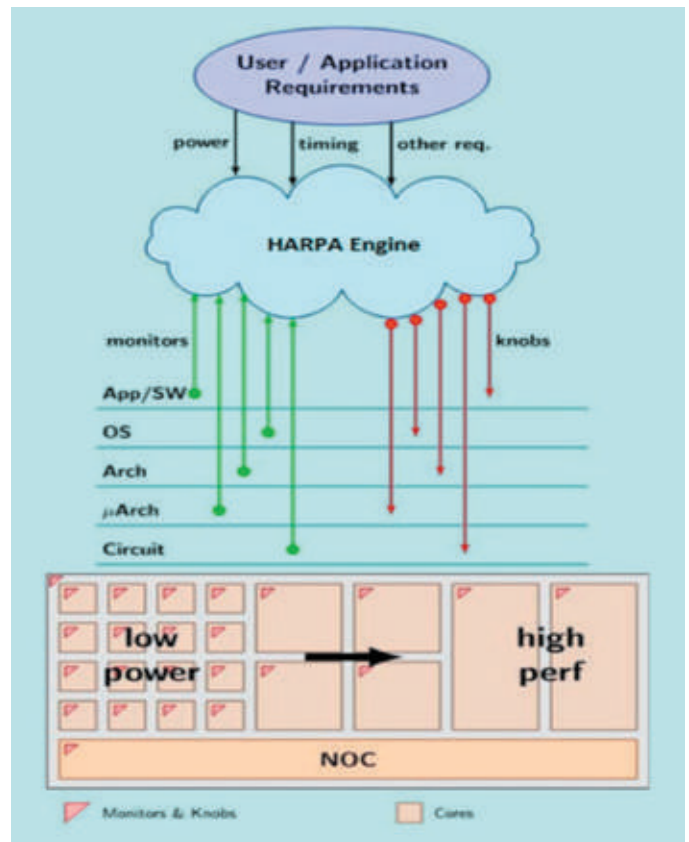 User / Application
Requirements
power
timing
other req.
HARPA Engine
monitors
knobs
App/SW
OS
Arch
μArch
Circuit
low
power
high
perf
NOC
Monitors & Knobs
Cores